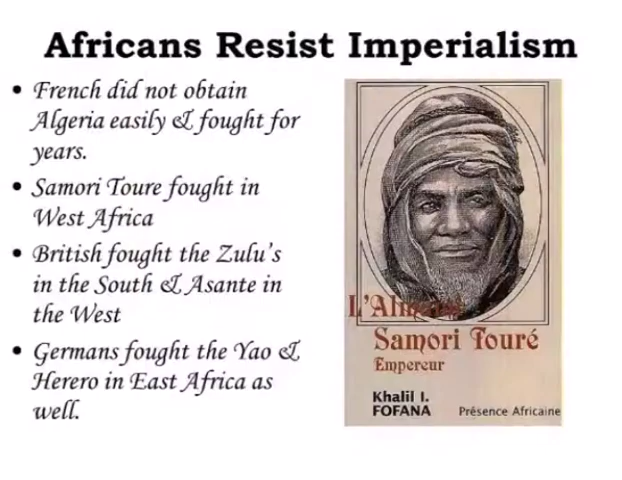 Africans Resist Imperialism
• French did not obtain
Algeria easily & fought for
years.
• Samori Toure fought in
West Africa
• British fought the Zulu's
in the South & Asante in
the West
• Germans fought the Yao &
Herero in East Africa as
well.
Samori Touré
Empereur
Khalil I.
FOFANA
Présence Africaine